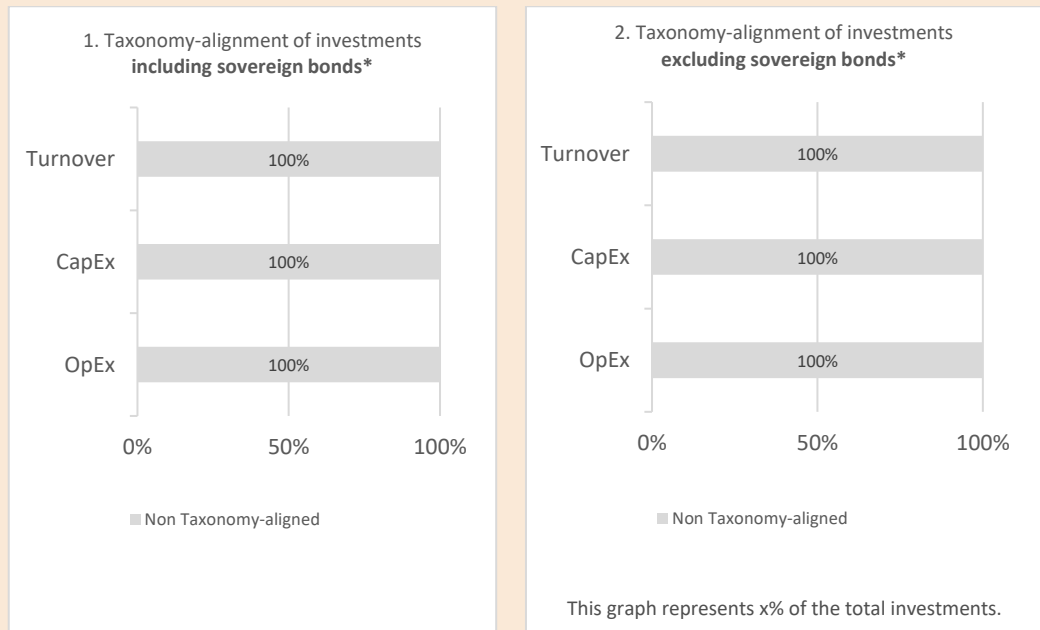 1. Taxonomy-alignment of investments
including sovereign bonds*
Turnover
100%
CapEx
100%
OpEx
100%
0%
50%
100%
Non Taxonomy-aligned
2. Taxonomy-alignment of investments
excluding sovereign bonds*
Turnover
100%
CapEx
100%
OpEx
100%
0%
50%
100%
Non Taxonomy-aligned
This graph represents x% of the total investments.